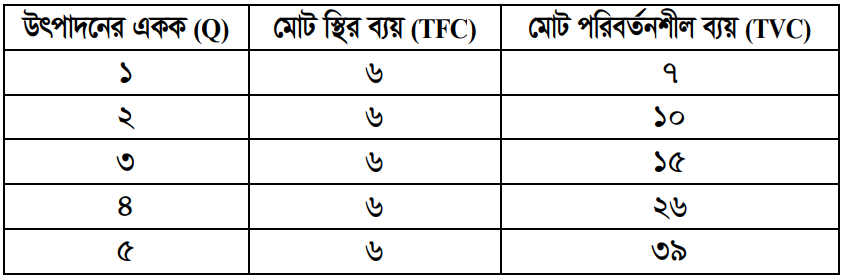 উৎপাদনের একক (Q) মোট স্থির ব্যয় (TFC) মোট পরিবর্তনশীল ব্যয় (TVC)
১ ৬ ৭
২ ৬ ১০
৩ ৬ ১৫
৪ ৬ ২৬
৫ ৬ ৩৯